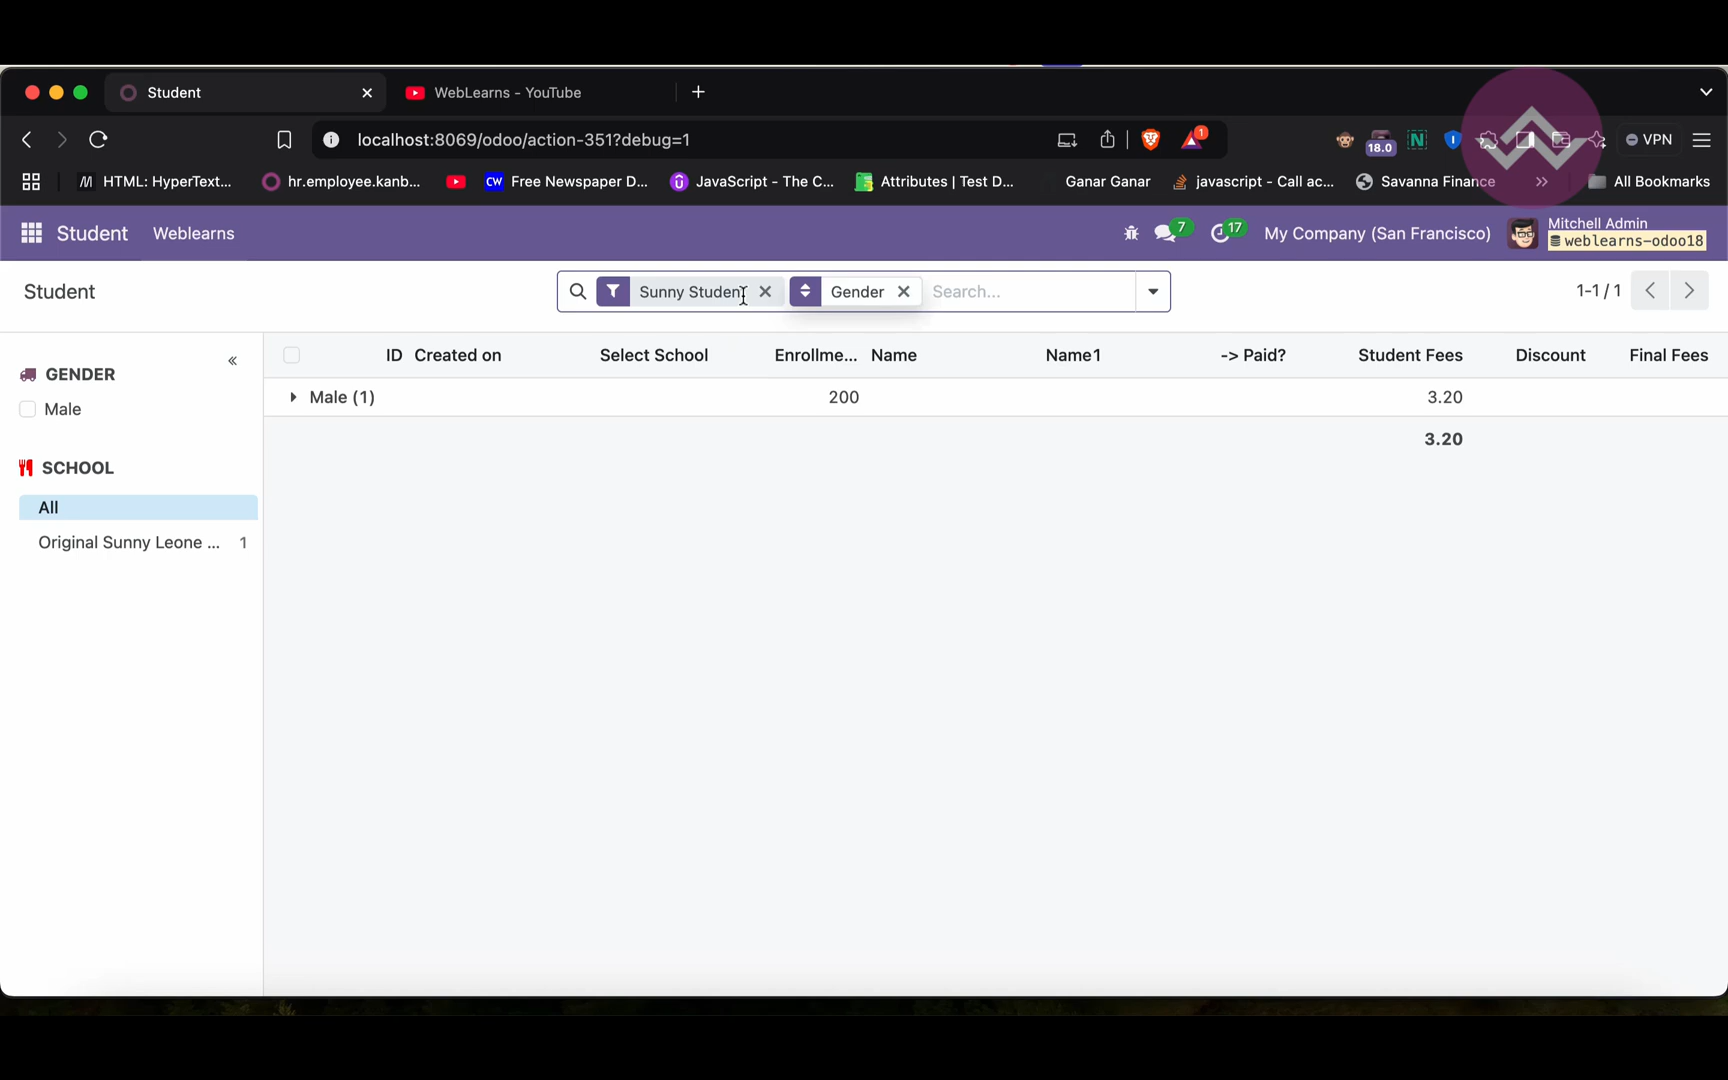 Student
WebLearns - YouTube
localhost:8069/odoo/action-351?debug=1
1
18.0
N
VPN
HTML: HyperText...
hr.employee.kanb...
CW Free Newspaper D...
JavaScript - The C...
Attributes | Test D...
Ganar Ganar
javascript - Call ac...
Savanna Finance
All Bookmarks
Student
Weblearns
7
17
My Company (San Francisco)
Mitchell Admin
weblearns-odoo18
Student
Sunny Student
Gender
Search...
1-1 / 1
GENDER
Male
SCHOOL
All
Original Sunny Leone ... 1
ID Created on Select School Enrollme... Name Name1 -> Paid? Student Fees Discount Final Fees
Male (1) 200 3.20
3.20